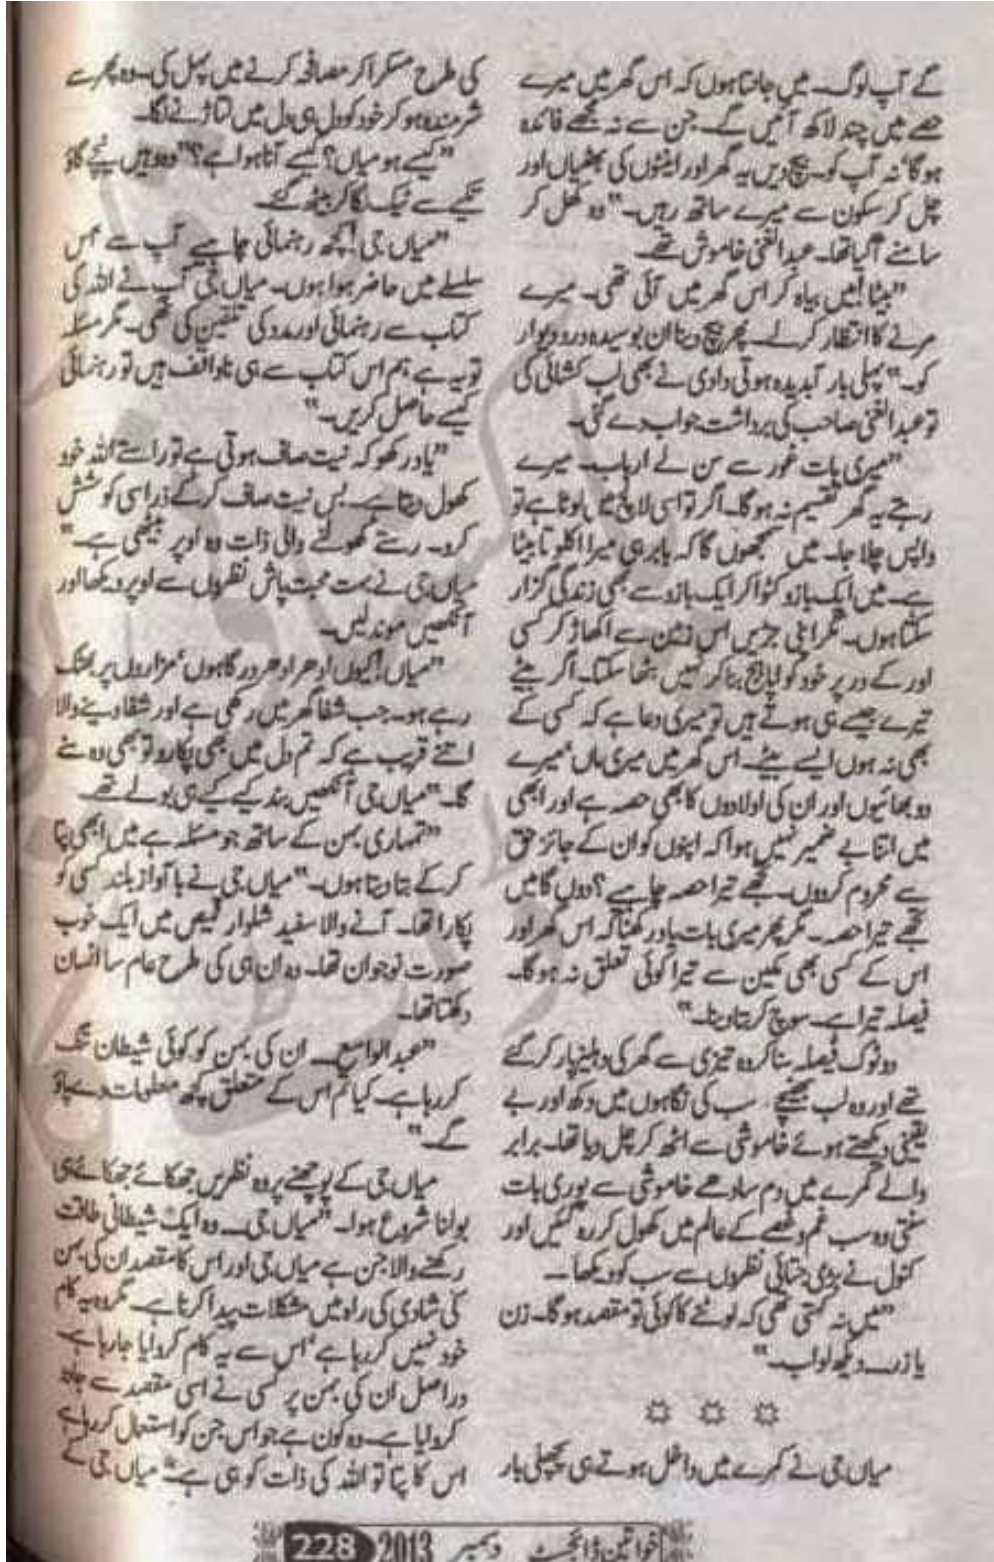 گے آپ لوگ۔ میں جانتا ہوں کہ اس گھر میں میرے
حصے میں چند لاکھ آئیں گے۔ جن سے نہ مجھے فائدہ
ہوگا' نہ آپ کو۔ بیچ دیں یہ گھر اور اینٹوں کی بھٹیاں اور
چل کر سکون سے میرے ساتھ رہیں۔" وہ کھل کر
سامنے آگیا تھا۔ عبدالغنی خاموش تھے۔
"بیٹا! میں بیاہ کر اس گھر میں آئی تھی۔ میرے
مرنے کا انتظار کرلے۔ پھر بیچ دینا ان بوسیدہ در و دیوار
کو۔" پہلی بار آبدیدہ ہوتی دادی نے بھی لب کشائی کی
تو عبدالغنی صاحب کی برداشت جواب دے گئی۔
"میری بات غور سے سن لے ارباب۔ میرے
رہتے یہ گھر تقسیم نہ ہوگا۔ اگر تو اسی لالچ میں لوٹا ہے تو
واپس چلا جا۔ میں سمجھوں گا کہ بابر ہی میرا اکلوتا بیٹا
ہے۔ میں ایک بازو کٹوا کر ایک بازو سے بھی زندگی گزار
سکتا ہوں۔ مگر اپنی جڑیں اس زمین سے اکھاڑ کر کسی
اور کے در پر خود کو اپاہج بنا کر نہیں بٹھا سکتا۔ اگر بیٹے
تیرے جیسے ہی ہوتے ہیں تو میری دعا ہے کہ کسی کے
بھی نہ ہوں ایسے بیٹے۔ اس گھر میں میری ماں' میرے
دو بھائیوں اور ان کی اولادوں کا بھی حصہ ہے اور ابھی
میں اتنا بے ضمیر نہیں ہوا کہ اپنوں کو ان کے جائز حق
سے محروم کردوں۔ تجھے تیرا حصہ چاہیے؟ دوں گا میں
تجھے تیرا حصہ۔ مگر پھر میری بات یاد رکھنا کہ اس گھر اور
اس کے کسی بھی مکین سے تیرا کوئی تعلق نہ ہوگا۔
فیصلہ تیرا ہے۔ سوچ کر بتا دینا۔"
دو ٹوک فیصلہ سنا کر وہ تیزی سے گھر کی دہلیز پار کر گئے
تھے اور وہ لب بھینچے سب کی نگاہوں میں دکھ اور بے
یقینی دیکھتے ہوئے خاموشی سے اٹھ کر چل دیا تھا۔ برابر
والے کمرے میں دم سادھے خاموشی سے پوری بات
سنتی وہ سب غم و غصے کے عالم میں کھول کر رہ گئیں اور
کنول نے بڑی جتاتی نظروں سے سب کو دیکھا۔
"میں نہ کہتی تھی کہ لوٹنے کا کوئی تو مقصد ہوگا۔ زن
یا زر۔ دیکھ لو اب۔"
☼ ☼ ☼
میاں جی نے کمرے میں داخل ہوتے ہی پچھلی بار
کی طرح مسکرا کر مصافحہ کرنے میں پہل کی۔ وہ پھر سے
شرمندہ ہو کر خود کو دل ہی دل میں لتاڑنے لگا۔
"کیسے ہو میاں؟ کیسے آنا ہوا ہے؟" وہ وہیں نیچے گاؤ
تکیے سے ٹیک لگا کر بیٹھ گئے۔
"میاں جی! کچھ رہنمائی چاہیے آپ سے اس
سلسلے میں حاضر ہوا ہوں۔ میاں جی آپ نے اللہ کی
کتاب سے رہنمائی اور مدد کی تلقین کی تھی۔ مگر مسئلہ
تو یہ ہے ہم اس کتاب سے ہی ناواقف ہیں تو رہنمائی
کیسے حاصل کریں۔"
"یاد رکھو کہ نیت صاف ہوتی ہے تو راستے اللہ خود
کھول دیتا ہے۔ بس نیت صاف کرکے ذرا سی کوشش
کرو۔ رستے کھولنے والی ذات وہ اوپر بیٹھی ہے۔"
میاں جی نے بہت محبت پاش نظروں سے اوپر دیکھا اور
آنکھیں موند لیں۔
"میاں! کیوں ادھر ادھر درگاہوں' مزاروں پر بھٹک
رہے ہو۔ جب شفا گھر میں رکھی ہے اور شفا دینے والا
اتنے قریب ہے کہ تم دل میں بھی پکارو تو بھی وہ سنے
گا۔" میاں جی آنکھیں بند کیے کیے ہی بولے تھے۔
"تمہاری بہن کے ساتھ جو مسئلہ ہے میں ابھی پتا
کرکے بتا دیتا ہوں۔" میاں جی نے با آواز بلند کسی کو
پکارا تھا۔ آنے والا سفید شلوار قمیص میں ایک خوب
صورت نوجوان تھا۔ وہ ان ہی کی طرح عام سا انسان
دکھتا تھا۔
"عبدالواسع۔ ان کی بہن کو کوئی شیطان تنگ
کر رہا ہے۔ کیا تم اس کے متعلق کچھ معلومات دے پاؤ
گے۔"
میاں جی کے پوچھنے پر وہ نظریں جھکائے جھکائے ہی
بولنا شروع ہوا۔ "میاں جی۔ وہ ایک شیطانی طاقت
رکھنے والا جن ہے میاں جی اور اس کا مقصد ان کی بہن
کی شادی کی راہ میں مشکلات پیدا کرنا ہے۔ مگر وہ یہ کام
خود نہیں کر رہا ہے' اس سے یہ کام کروایا جا رہا ہے۔
دراصل ان کی بہن پر کسی نے اسی مقصد سے جادو
کروایا ہے۔ وہ کون ہے جو اس جن کو استعمال کر رہا ہے
اس کا پتا تو اللہ کی ذات کو ہی ہے۔" میاں جی کے
خواتین ڈائجسٹ دسمبر 2013 228